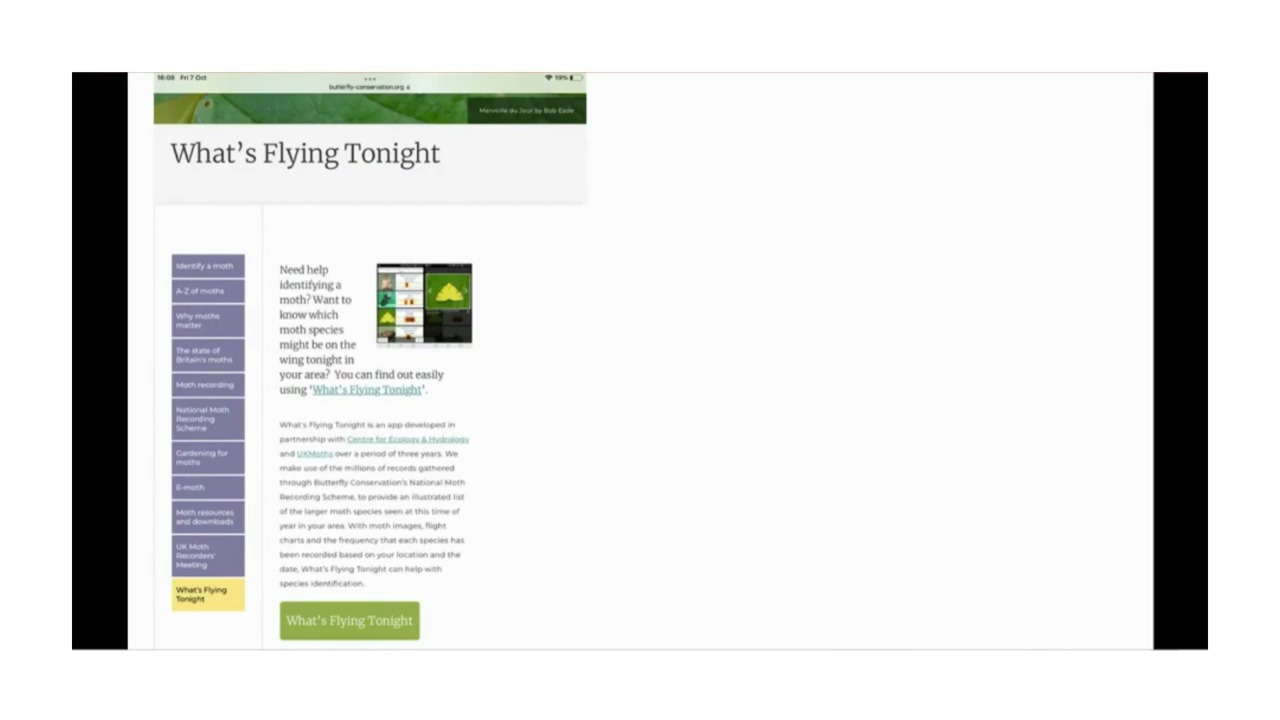 16:08 Fri 7 Oct
19%
butterfly-conservation.org
Merveille du Jour by Bob Eade
What's Flying Tonight
Identify a moth
A-Z of moths
Why moths
matter
The state of
Britain's moths
Moth recording
National Moth
Recording
Scheme
Gardening for
moths
E-moth
Moth resources
and downloads
UK Moth
Recorders'
Meeting
What's Flying
Tonight
Need help
identifying a
moth? Want to
know which
moth species
might be on the
wing tonight in
your area? You can find out easily
using 'What's Flying Tonight'.
What's Flying Tonight is an app developed in
partnership with Centre for Ecology & Hydrology
and UKMoths over a period of three years. We
make use of the millions of records gathered
through Butterfly Conservation's National Moth
Recording Scheme, to provide an illustrated list
of the larger moth species seen at this time of
year in your area. With moth images, flight
charts and the frequency that each species has
been recorded based on your location and the
date, What's Flying Tonight can help with
species identification.
What's Flying Tonight